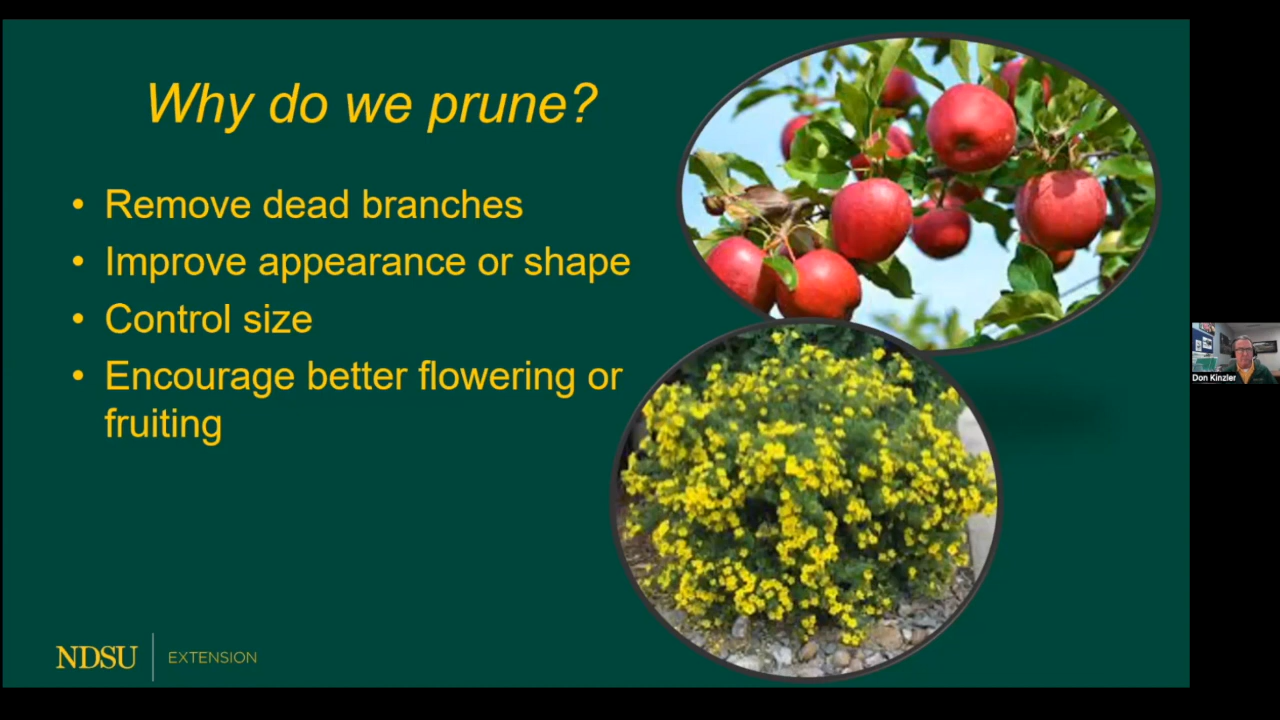 Why do we prune?
• Remove dead branches
• Improve appearance or shape
• Control size
• Encourage better flowering or
fruiting
Don Kinzler
NDSU | EXTENSION